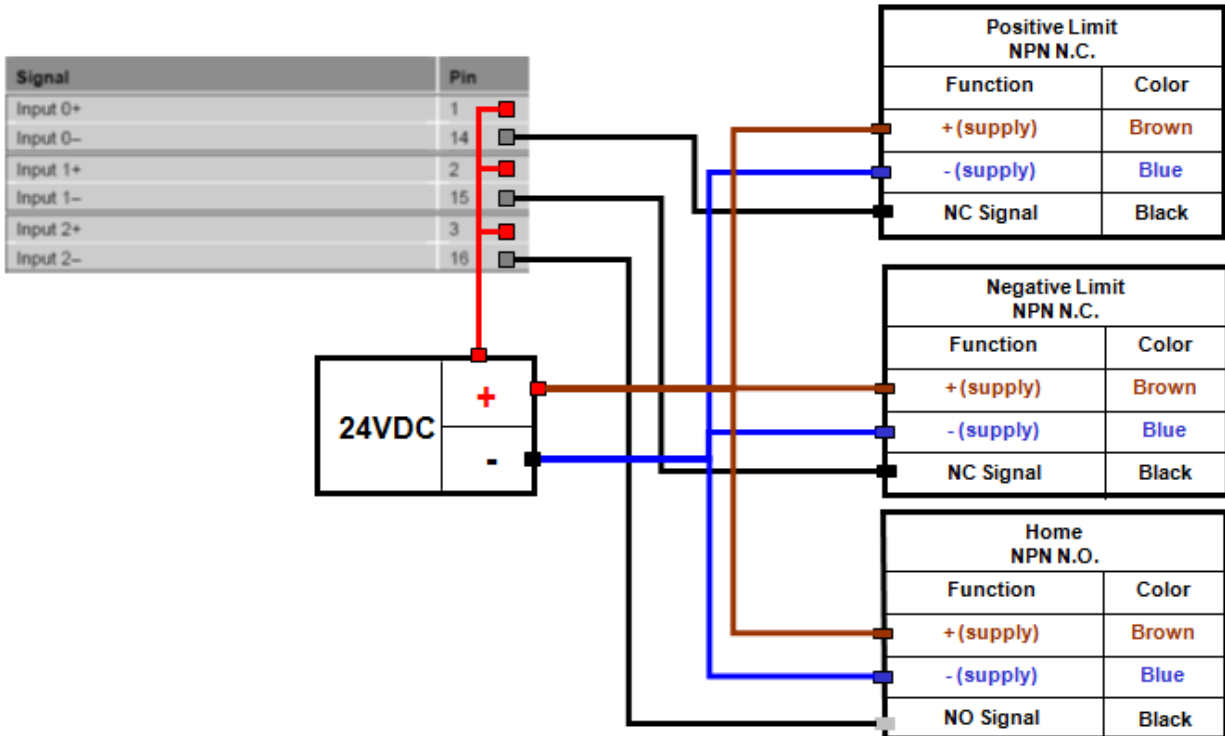 Signal Pin
Input 0+ 1
Input 0– 14
Input 1+ 2
Input 1– 15
Input 2+ 3
Input 2– 16
24VDC
+
-
Positive Limit
NPN N.C.
Function Color
+(supply) Brown
-(supply) Blue
NC Signal Black
Negative Limit
NPN N.C.
Function Color
+(supply) Brown
-(supply) Blue
NC Signal Black
Home
NPN N.O.
Function Color
+(supply) Brown
-(supply) Blue
NO Signal Black